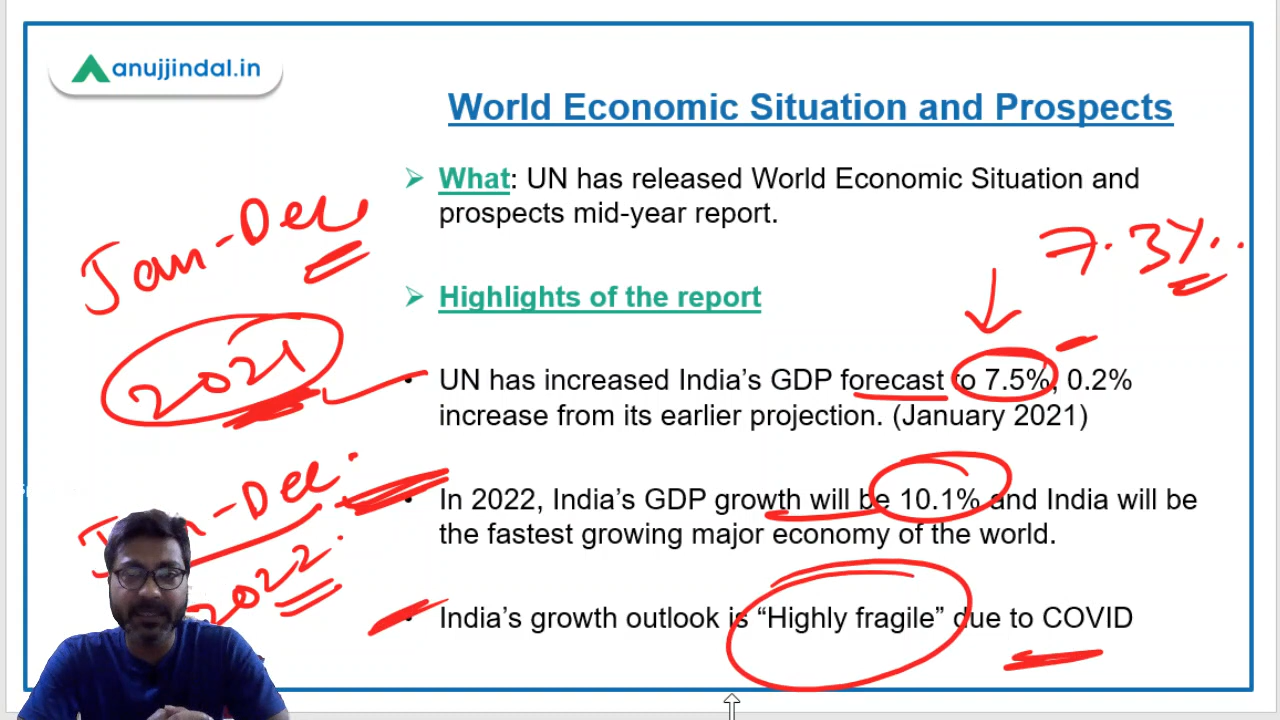 anujjindal.in
World Economic Situation and Prospects
➢ What: UN has released World Economic Situation and
prospects mid-year report.
Jan-Dec
7.3%..
➢ Highlights of the report
2021
• UN has increased India’s GDP forecast to 7.5%, 0.2%
increase from its earlier projection. (January 2021)
Jan-Dec.
• In 2022, India’s GDP growth will be 10.1% and India will be
the fastest growing major economy of the world.
2022.
• India’s growth outlook is “Highly fragile” due to COVID